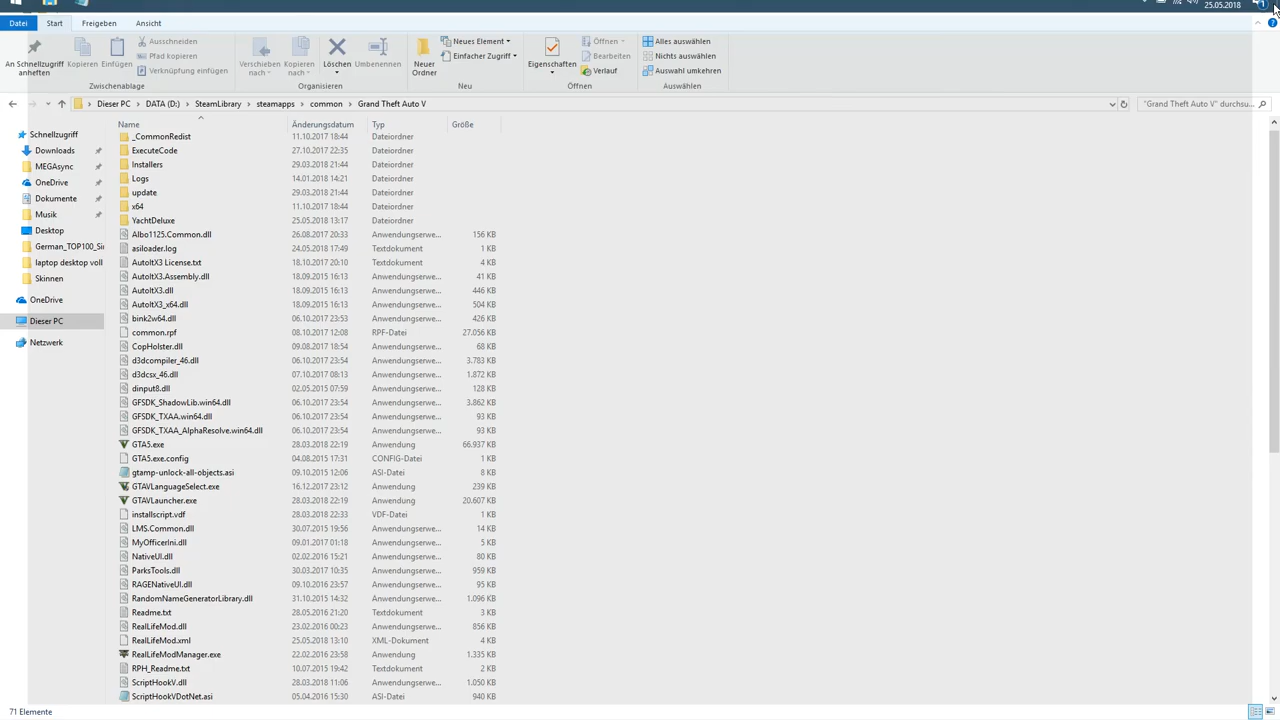 25.05.2018
1
Datei Start Freigeben Ansicht
An Schnellzugriff anheften
Kopieren
Einfügen
Ausschneiden
Pfad kopieren
Verknüpfung einfügen
Zwischenablage
Verschieben nach
Kopieren nach
Löschen
Umbenennen
Organisieren
Neuer Ordner
Neues Element
Einfacher Zugriff
Neu
Eigenschaften
Öffnen
Bearbeiten
Verlauf
Öffnen
Alles auswählen
Nichts auswählen
Auswahl umkehren
Auswählen
Dieser PC > DATA (D:) > SteamLibrary > steamapps > common > Grand Theft Auto V
"Grand Theft Auto V" durchsu...
Schnellzugriff
Downloads
MEGAsync
OneDrive
Dokumente
Musik
Desktop
German_TOP100_Si
laptop desktop voll
Skinnen
OneDrive
Dieser PC
Netzwerk
Name Änderungsdatum Typ Größe
_CommonRedist 11.10.2017 18:44 Dateiordner
ExecuteCode 27.10.2017 22:35 Dateiordner
Installers 29.03.2018 21:44 Dateiordner
Logs 14.01.2018 14:21 Dateiordner
update 29.03.2018 21:44 Dateiordner
x64 11.10.2017 18:44 Dateiordner
YachtDeluxe 25.05.2018 13:17 Dateiordner
Albo1125.Common.dll 26.08.2017 20:33 Anwendungserwe... 156 KB
asiloader.log 24.05.2018 17:49 Textdokument 1 KB
AutoItX3 License.txt 18.10.2017 20:10 Textdokument 4 KB
AutoItX3.Assembly.dll 18.09.2015 16:13 Anwendungserwe... 41 KB
AutoItX3.dll 18.09.2015 16:13 Anwendungserwe... 446 KB
AutoItX3_x64.dll 18.09.2015 16:13 Anwendungserwe... 504 KB
bink2w64.dll 06.10.2017 23:53 Anwendungserwe... 426 KB
common.rpf 08.10.2017 12:08 RPF-Datei 27.056 KB
CopHolster.dll 09.08.2017 18:54 Anwendungserwe... 68 KB
d3dcompiler_46.dll 06.10.2017 23:54 Anwendungserwe... 3.783 KB
d3dcsx_46.dll 07.10.2017 08:13 Anwendungserwe... 1.872 KB
dinput8.dll 02.05.2015 07:59 Anwendungserwe... 128 KB
GFSDK_ShadowLib.win64.dll 06.10.2017 23:54 Anwendungserwe... 3.862 KB
GFSDK_TXAA.win64.dll 06.10.2017 23:54 Anwendungserwe... 93 KB
GFSDK_TXAA_AlphaResolve.win64.dll 06.10.2017 23:54 Anwendungserwe... 93 KB
GTA5.exe 28.03.2018 22:19 Anwendung 66.937 KB
GTA5.exe.config 04.08.2015 17:31 CONFIG-Datei 1 KB
gtamp-unlock-all-objects.asi 09.10.2015 12:06 ASI-Datei 8 KB
GTAVLanguageSelect.exe 16.12.2017 23:12 Anwendung 239 KB
GTAVLauncher.exe 28.03.2018 22:19 Anwendung 20.607 KB
installscript.vdf 28.03.2018 22:33 VDF-Datei 1 KB
LMS.Common.dll 30.07.2015 19:56 Anwendungserwe... 14 KB
MyOfficerIni.dll 09.01.2017 01:18 Anwendungserwe... 5 KB
NativeUI.dll 02.02.2016 15:21 Anwendungserwe... 80 KB
ParksTools.dll 30.03.2017 10:35 Anwendungserwe... 959 KB
RAGENativeUI.dll 09.10.2016 23:57 Anwendungserwe... 95 KB
RandomNameGeneratorLibrary.dll 31.10.2015 14:32 Anwendungserwe... 1.096 KB
Readme.txt 28.05.2016 21:20 Textdokument 3 KB
RealLifeMod.dll 23.02.2016 00:23 Anwendungserwe... 856 KB
RealLifeMod.xml 25.05.2018 13:10 XML-Dokument 4 KB
RealLifeModManager.exe 22.02.2016 23:58 Anwendung 1.335 KB
RPH_Readme.txt 10.07.2015 19:42 Textdokument 2 KB
ScriptHookV.dll 28.03.2018 11:06 Anwendungserwe... 1.050 KB
ScriptHookVDotNet.asi 05.04.2016 15:30 ASI-Datei 940 KB
71 Elemente